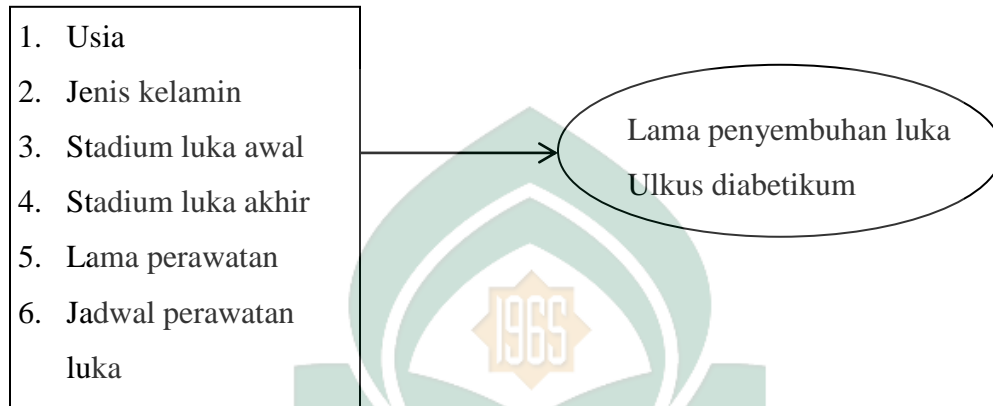 1. Usia
2. Jenis kelamin
3. Stadium luka awal
4. Stadium luka akhir
5. Lama perawatan
6. Jadwal perawatan
luka
Lama penyembuhan luka
Ulkus diabetikum
1965